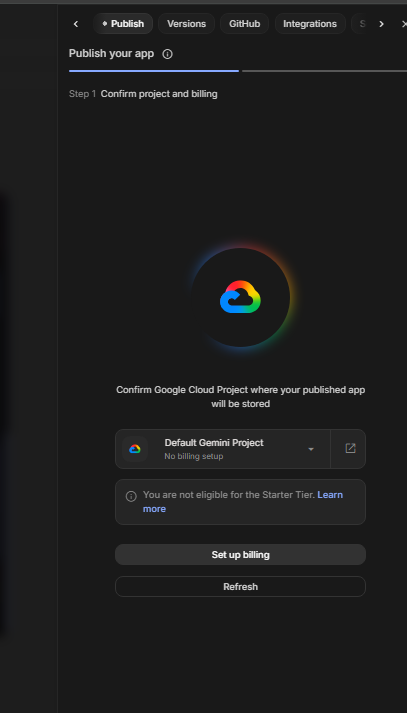 Publish
Versions
GitHub
Integrations
Publish your app
Step 1 Confirm project and billing
Confirm Google Cloud Project where your published app
will be stored
Default Gemini Project
No billing setup
You are not eligible for the Starter Tier. Learn
more
Set up billing
Refresh